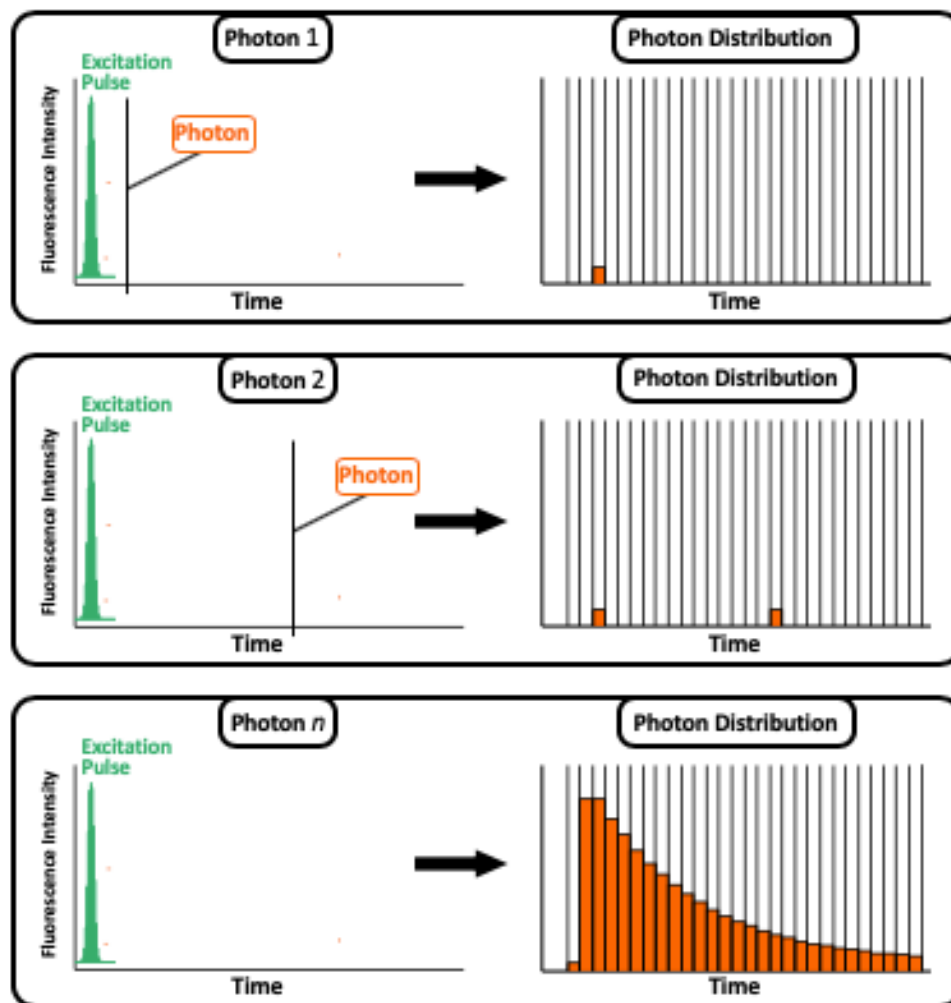 Photon 1
Photon Distribution
Excitation
Pulse
Photon
Fluorescence Intensity
Time
Time
Photon 2
Photon Distribution
Excitation
Pulse
Photon
Fluorescence Intensity
Time
Time
Photon n
Photon Distribution
Excitation
Pulse
Fluorescence Intensity
Time
Time